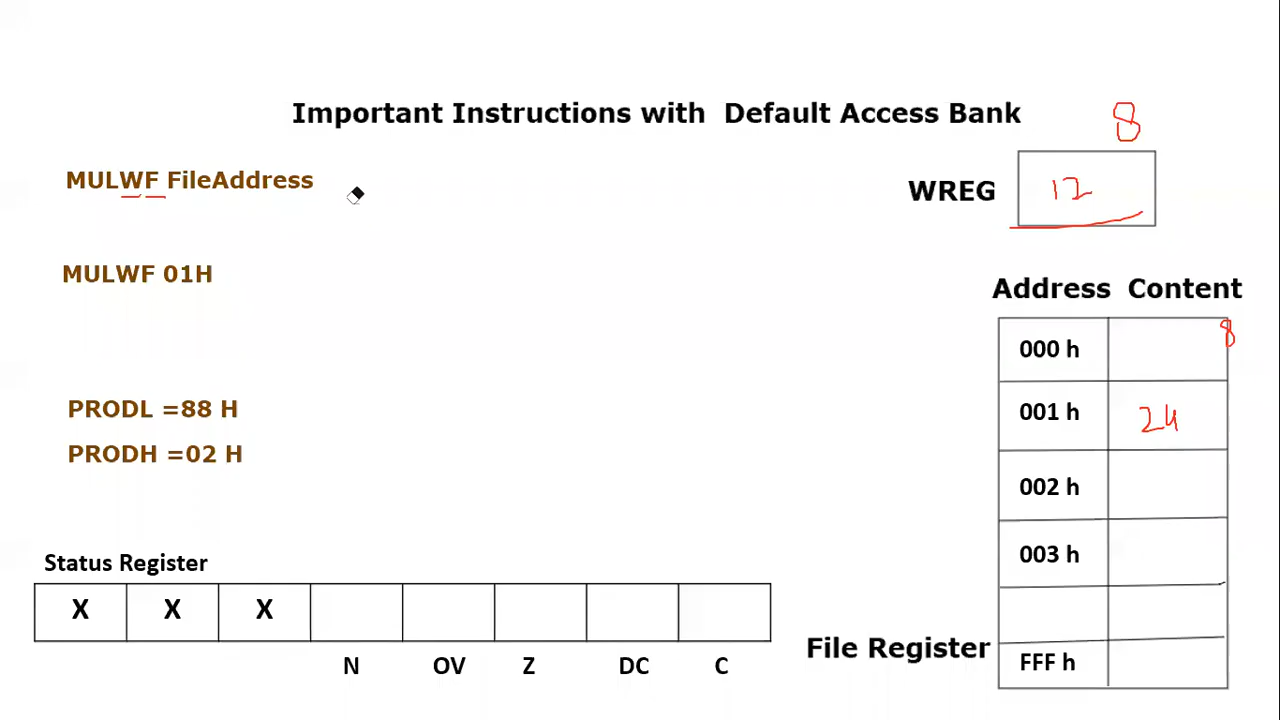 Important Instructions with Default Access Bank
8
MULWF FileAddress
WREG
12
MULWF 01H
Address Content
000 h
8
001 h
24
PRODL =88 H
PRODH =02 H
002 h
003 h
Status Register
X X X
N OV Z DC C
File Register
FFF h